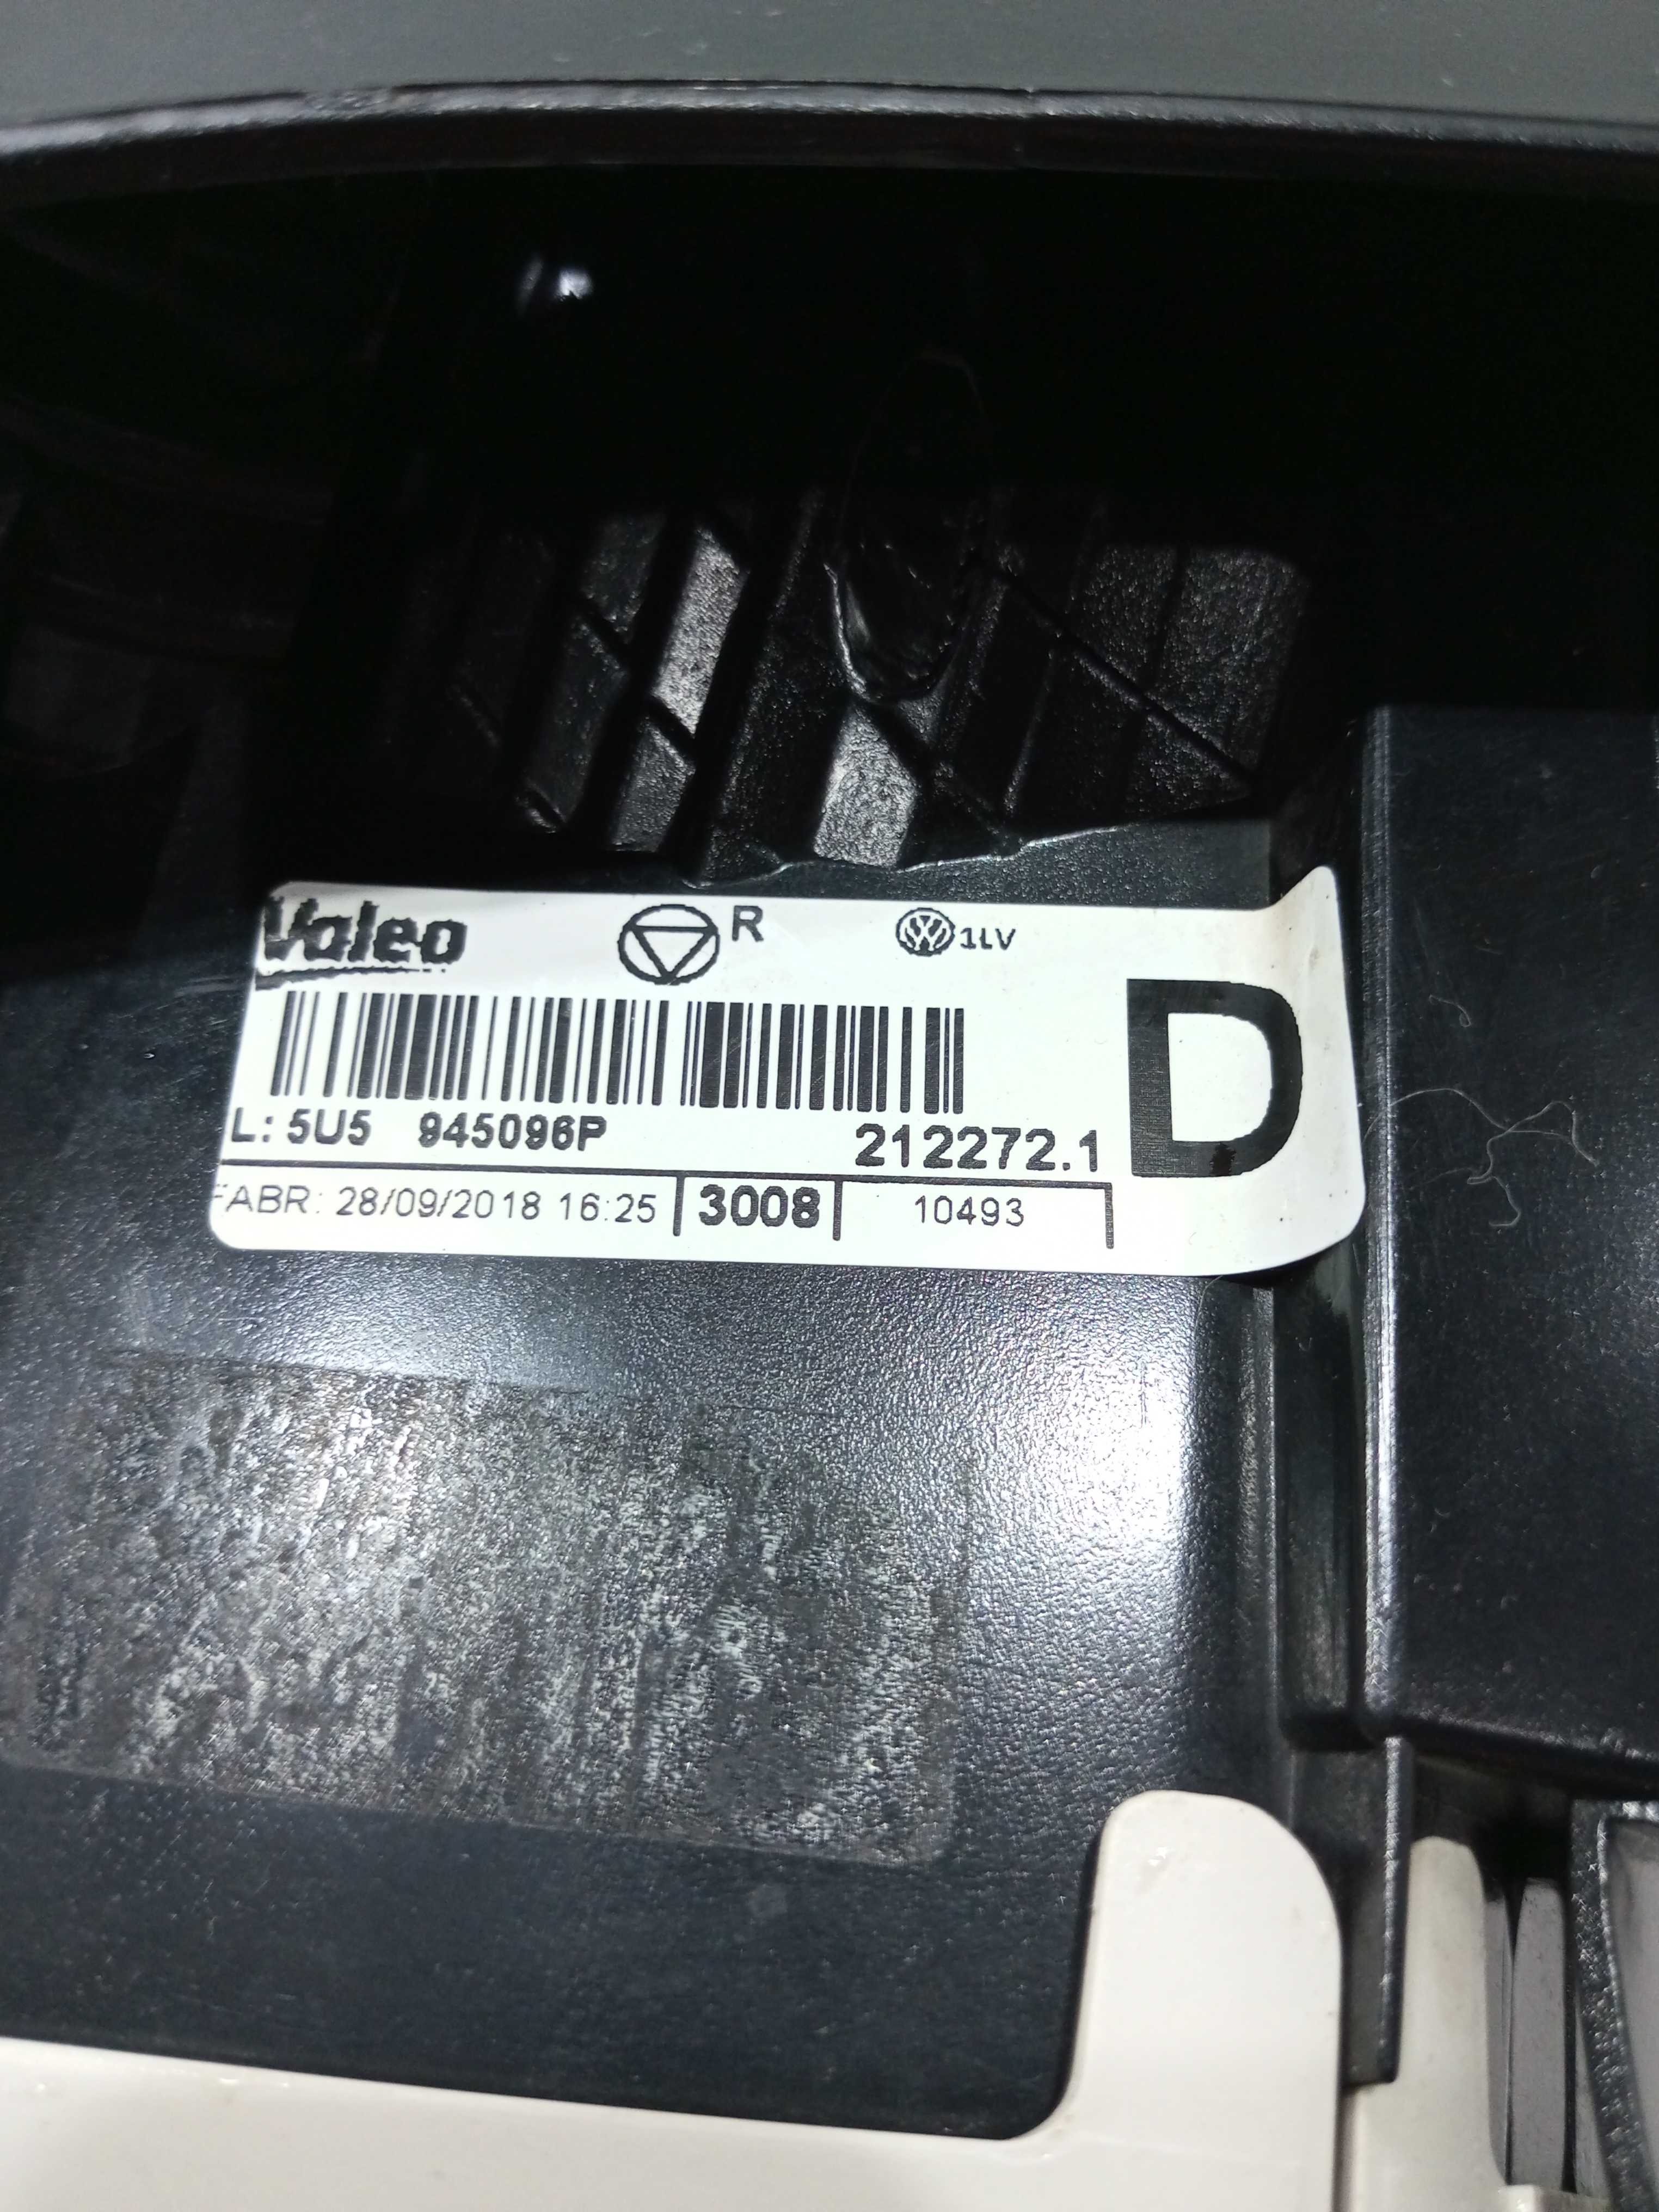 Valeo R 1LV
D
L: 5U5 945096P 212272.1
FABR: 28/09/2018 16:25 3008 10493